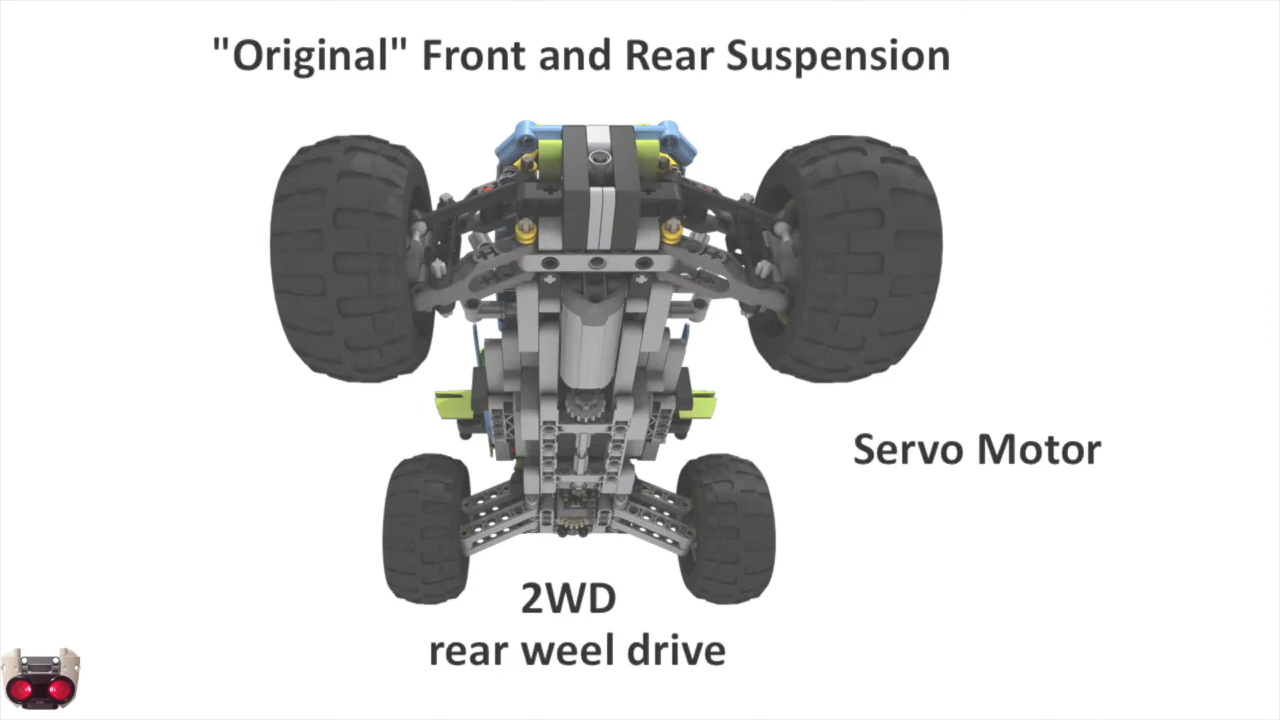 "Original" Front and Rear Suspension
Servo Motor
2WD
rear weel drive